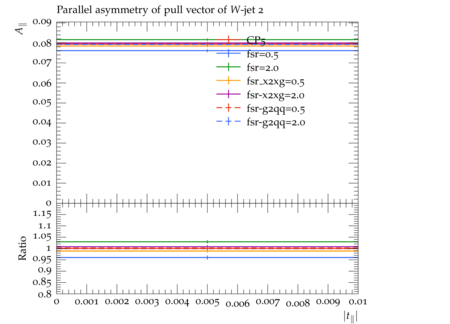 Parallel asymmetry of pull vector of W-jet 2
A∥
0.09
0.08
0.07
0.06
0.05
0.04
0.03
0.02
0.01
0
CP5
fsr=0.5
fsr=2.0
fsr_x2xg=0.5
fsr-x2xg=2.0
fsr-g2qq=0.5
fsr-g2qq=2.0
Ratio
1.15
1.1
1.05
1
0.95
0.9
0.85
0.8
0 0.001 0.002 0.003 0.004 0.005 0.006 0.007 0.008 0.009 0.01
|t∥|